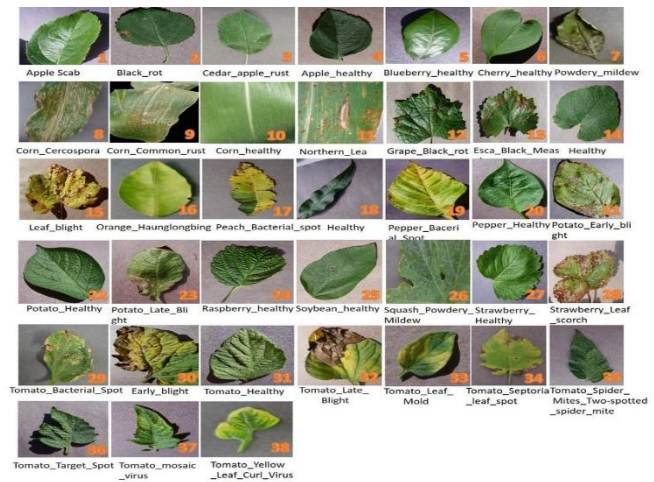 1 2 3 4 5 6 7
Apple Scab Black_rot Cedar_apple_rust Apple_healthy Blueberry_healthy Cherry_healthy Powdery_mildew
8 9 10 11 12 13 14
Corn_Cercospora Corn_Common_rust Corn_healthy Northern_Lea Grape_Black_rot Esca_Black_Meas Healthy
15 16 17 18 19 20 21
Leaf_blight Orange_Haunglongbing Peach_Bacterial_spot Healthy Pepper_Baceri Pepper_Healthy Potato_Early_bli
al_Spot ght
22 23 24 25 26 27 28
Potato_Healthy Potato_Late_Bli Raspberry_healthy Soybean_healthy Squash_Powdery_ Strawberry_ Strawberry_Leaf
ght Mildew Healthy _scorch
29 30 31 32 33 34 35
Tomato_Bacterial_Spot Early_blight Tomato_Healthy Tomato_Late_ Tomato_Leaf_ Tomato_Septoria Tomato_Spider_
Blight Mold _leaf_spot Mites_Two-spotted
_spider_mite
36 37 38
Tomato_Target_Spot Tomato_mosaic Tomato_Yellow
_virus _Leaf_Curl_Virus